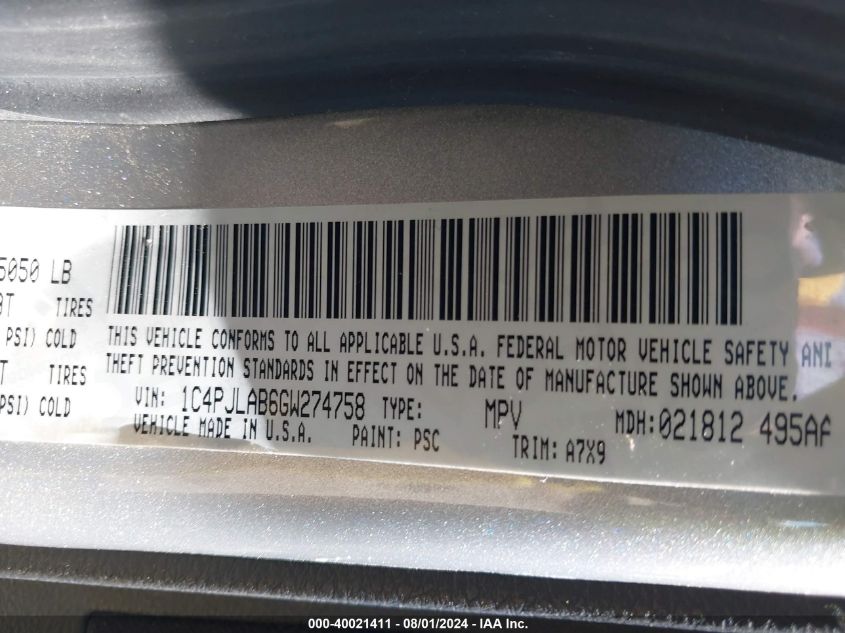 5050 LB
TIRES
PSI) COLD
TIRES
PSI) COLD
THIS VEHICLE CONFORMS TO ALL APPLICABLE U.S.A. FEDERAL MOTOR VEHICLE SAFETY AND
THEFT PREVENTION STANDARDS IN EFFECT ON THE DATE OF MANUFACTURE SHOWN ABOVE.
VIN: 1C4PJLAB6GW274758 TYPE: MPV MDH:021812 495AF
VEHICLE MADE IN U.S.A. PAINT: PSC TRIM: A7X9
000-40021411 - 08/01/2024 - IAA Inc.